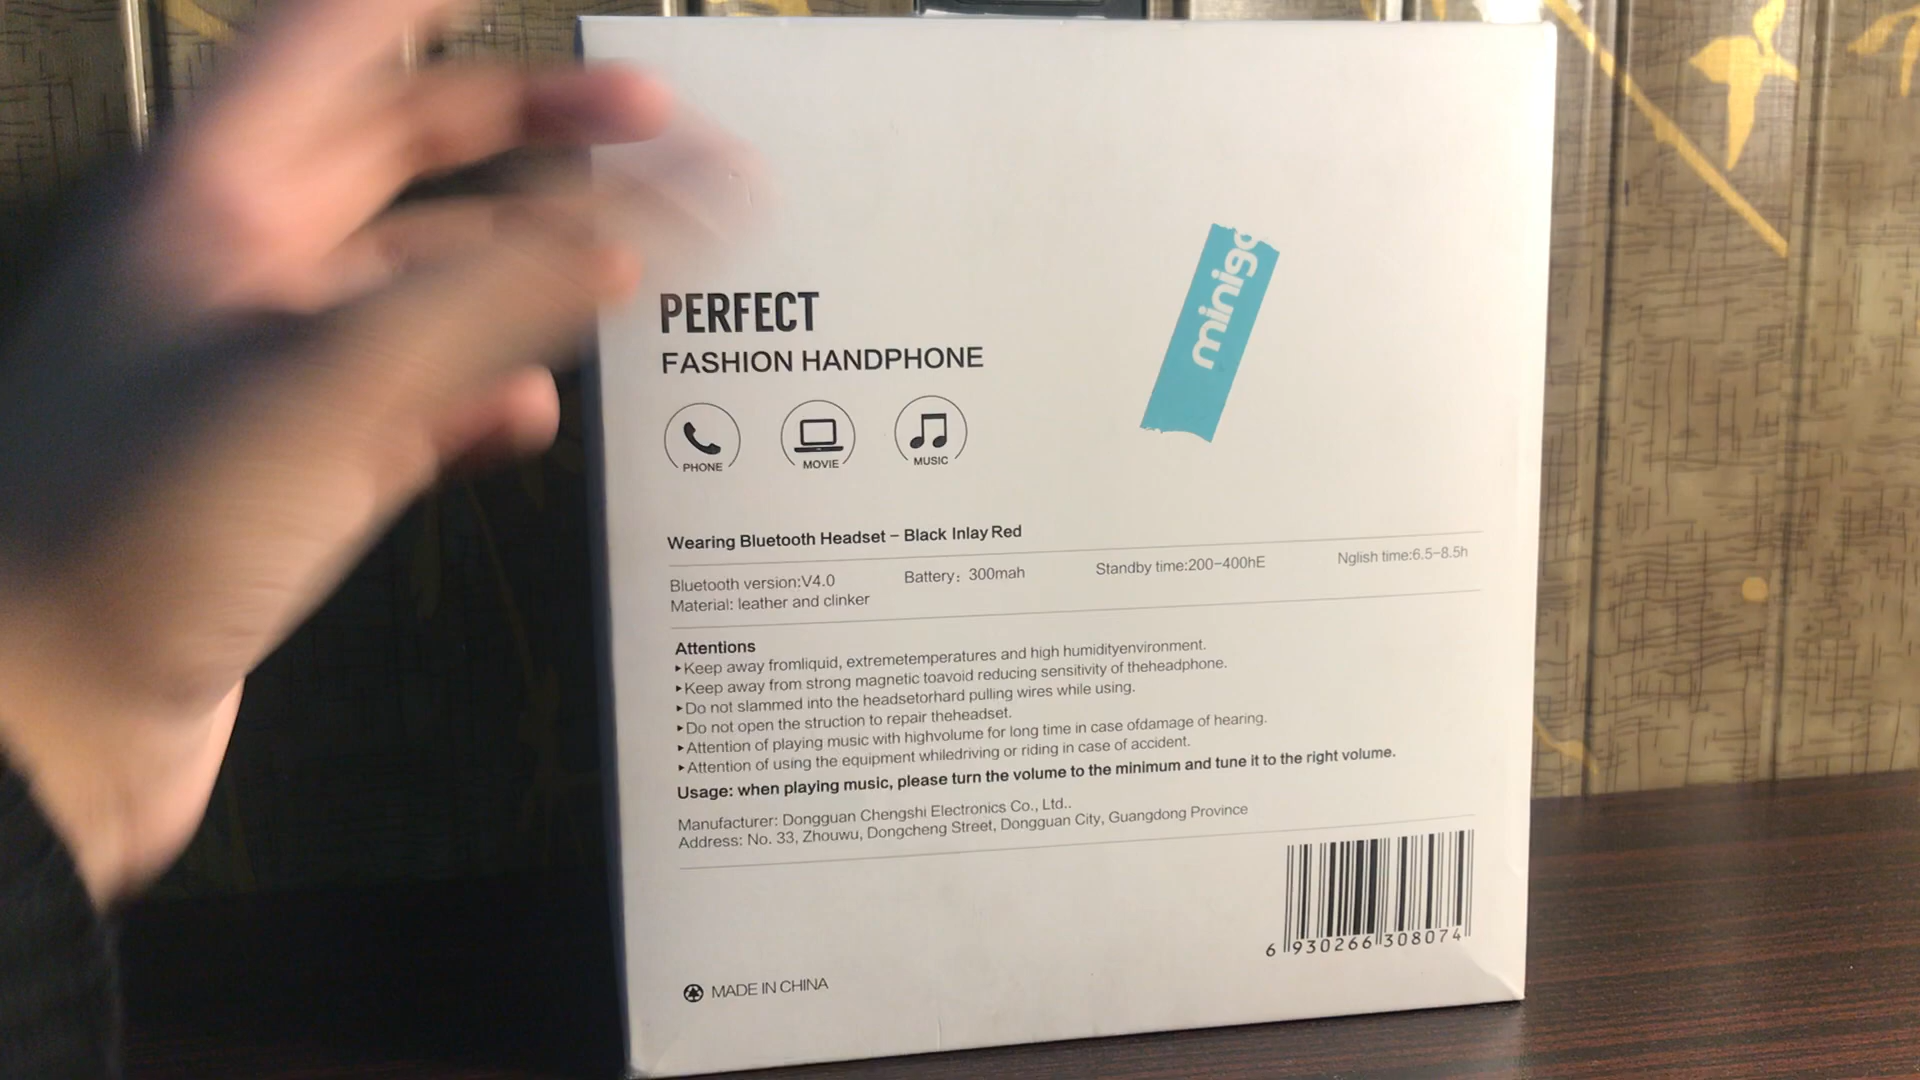 minigo
PERFECT
FASHION HANDPHONE
PHONE
MOVIE
MUSIC
Wearing Bluetooth Headset – Black Inlay Red
Bluetooth version:V4.0
Battery: 300mah
Standby time:200–400hE
Nglish time:6.5–8.5h
Material: leather and clinker
Attentions
▸Keep away fromliquid, extremetemperatures and high humidityenvironment.
▸Keep away from strong magnetic toavoid reducing sensitivity of theheadphone.
▸Do not slammed into the headsetorhard pulling wires while using.
▸Do not open the struction to repair theheadset.
▸Attention of playing music with highvolume for long time in case ofdamage of hearing.
▸Attention of using the equipment whiledriving or riding in case of accident.
Usage: when playing music, please turn the volume to the minimum and tune it to the right volume.
Manufacturer: Dongguan Chengshi Electronics Co., Ltd..
Address: No. 33, Zhouwu, Dongcheng Street, Dongguan City, Guangdong Province
6 930266 308074
MADE IN CHINA